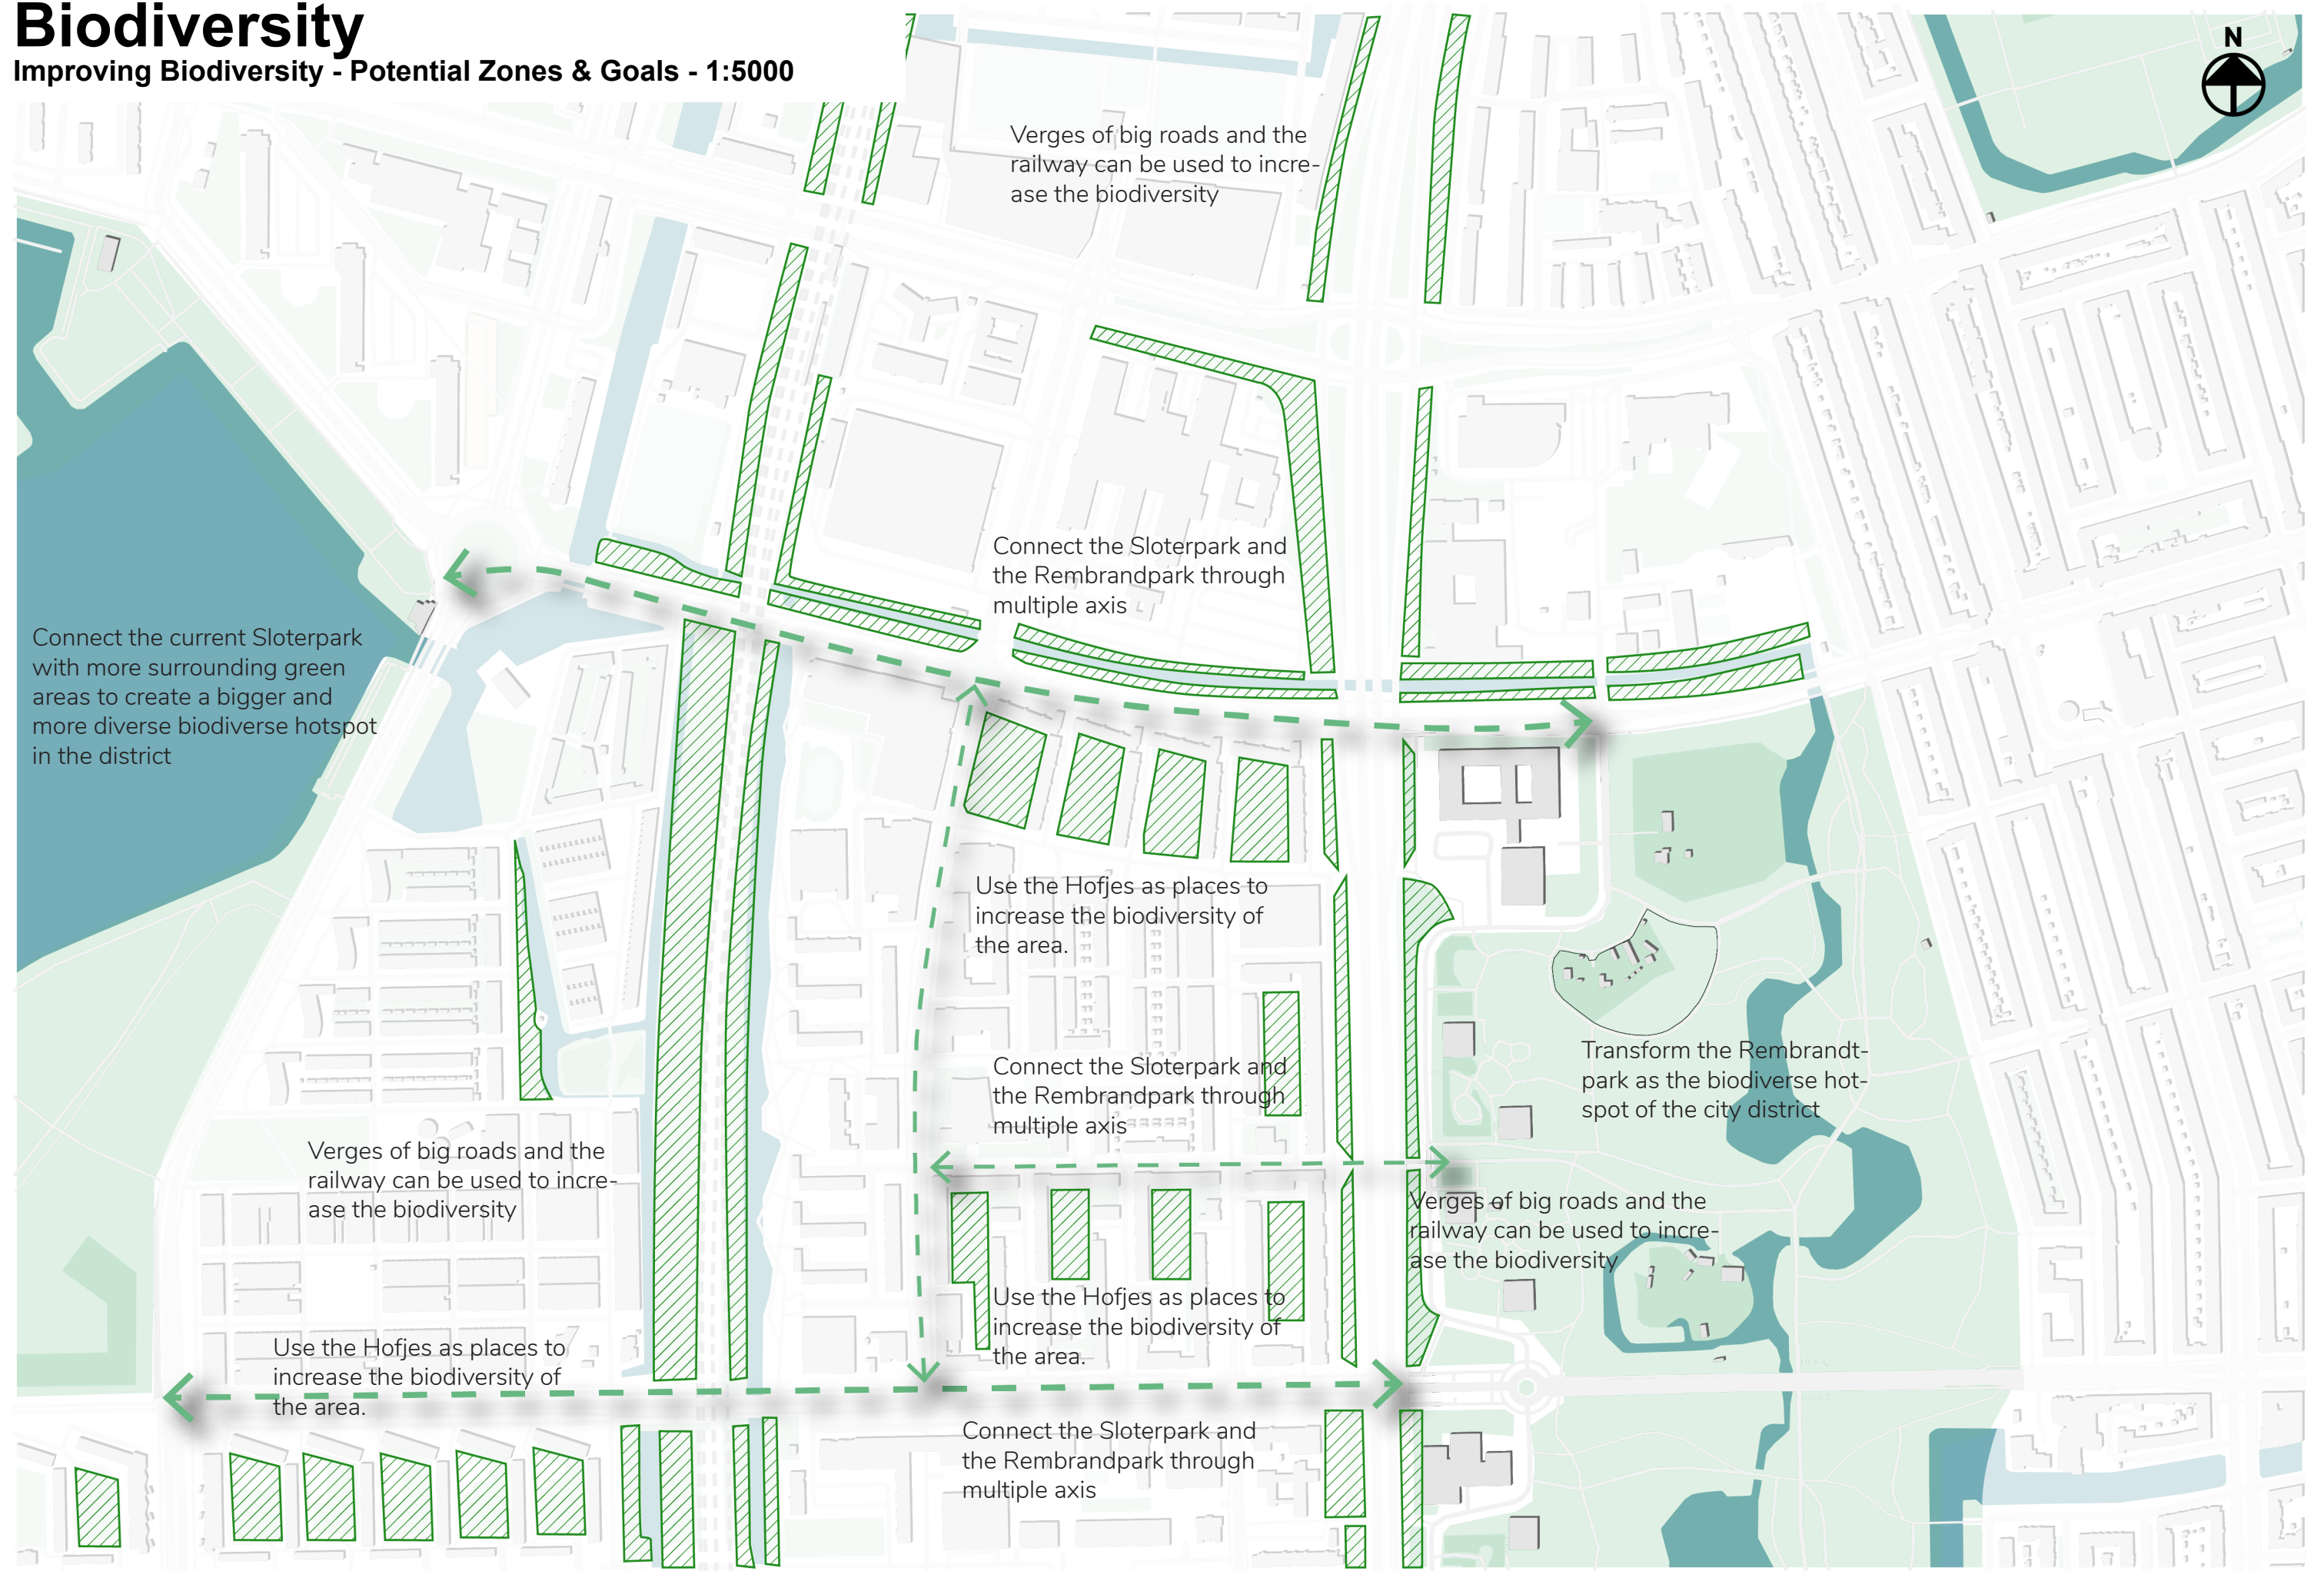 Biodiversity
Improving Biodiversity - Potential Zones & Goals - 1:5000
N
Verges of big roads and the
railway can be used to incre-
ase the biodiversity
Connect the Sloterpark and
the Rembrandpark through
multiple axis
Connect the current Sloterpark
with more surrounding green
areas to create a bigger and
more diverse biodiverse hotspot
in the district
Use the Hofjes as places to
increase the biodiversity of
the area.
Connect the Sloterpark and
the Rembrandpark through
multiple axis
Transform the Rembrandt-
park as the biodiverse hot-
spot of the city district
Verges of big roads and the
railway can be used to incre-
ase the biodiversity
Verges of big roads and the
railway can be used to incre-
ase the biodiversity
Use the Hofjes as places to
increase the biodiversity of
the area.
Use the Hofjes as places to
increase the biodiversity of
the area.
Connect the Sloterpark and
the Rembrandpark through
multiple axis